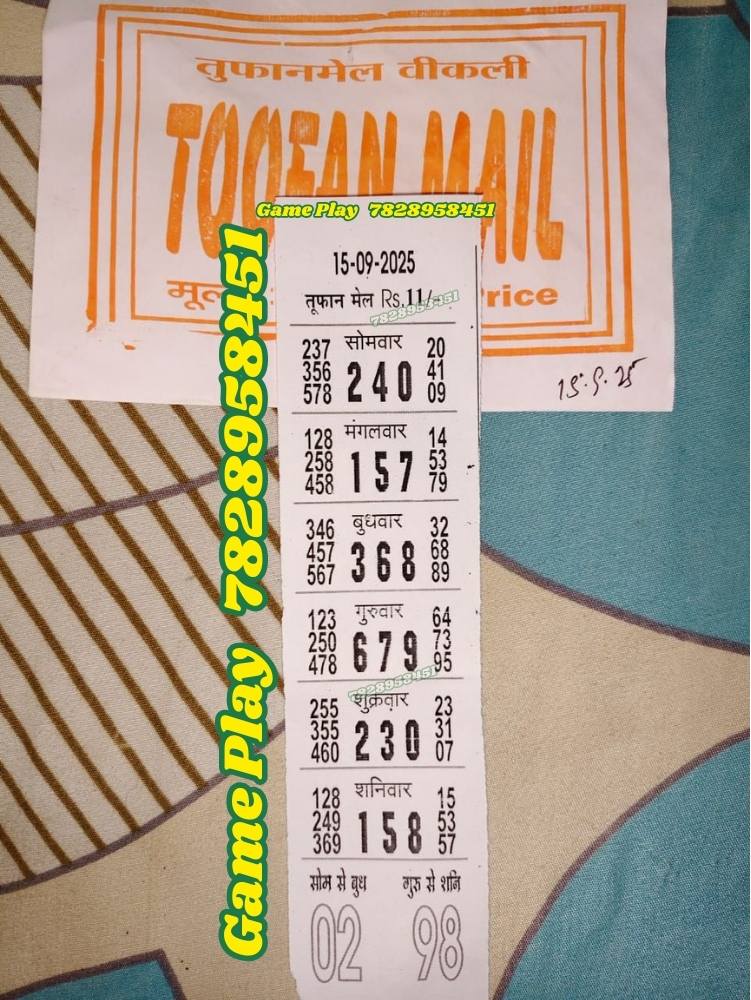 तुफानमेल वीकली
TOOFAN MAIL
Game Play 7828958451
15-09-2025
तूफान मेल Rs.11/-
7828958451
rice
15.9.25
Game Play 7828958451
237 सोमवार 20
356 240 41
578 09
128 मंगलवार 14
258 157 53
458 79
346 बुधवार 32
457 368 68
567 89
123 गुरुवार 64
250 679 73
478 95
7828958451
255 शुक्रवार 23
355 230 31
460 07
128 शनिवार 15
249 158 53
369 57
सोम से बुध गुरु से शनि
02 98